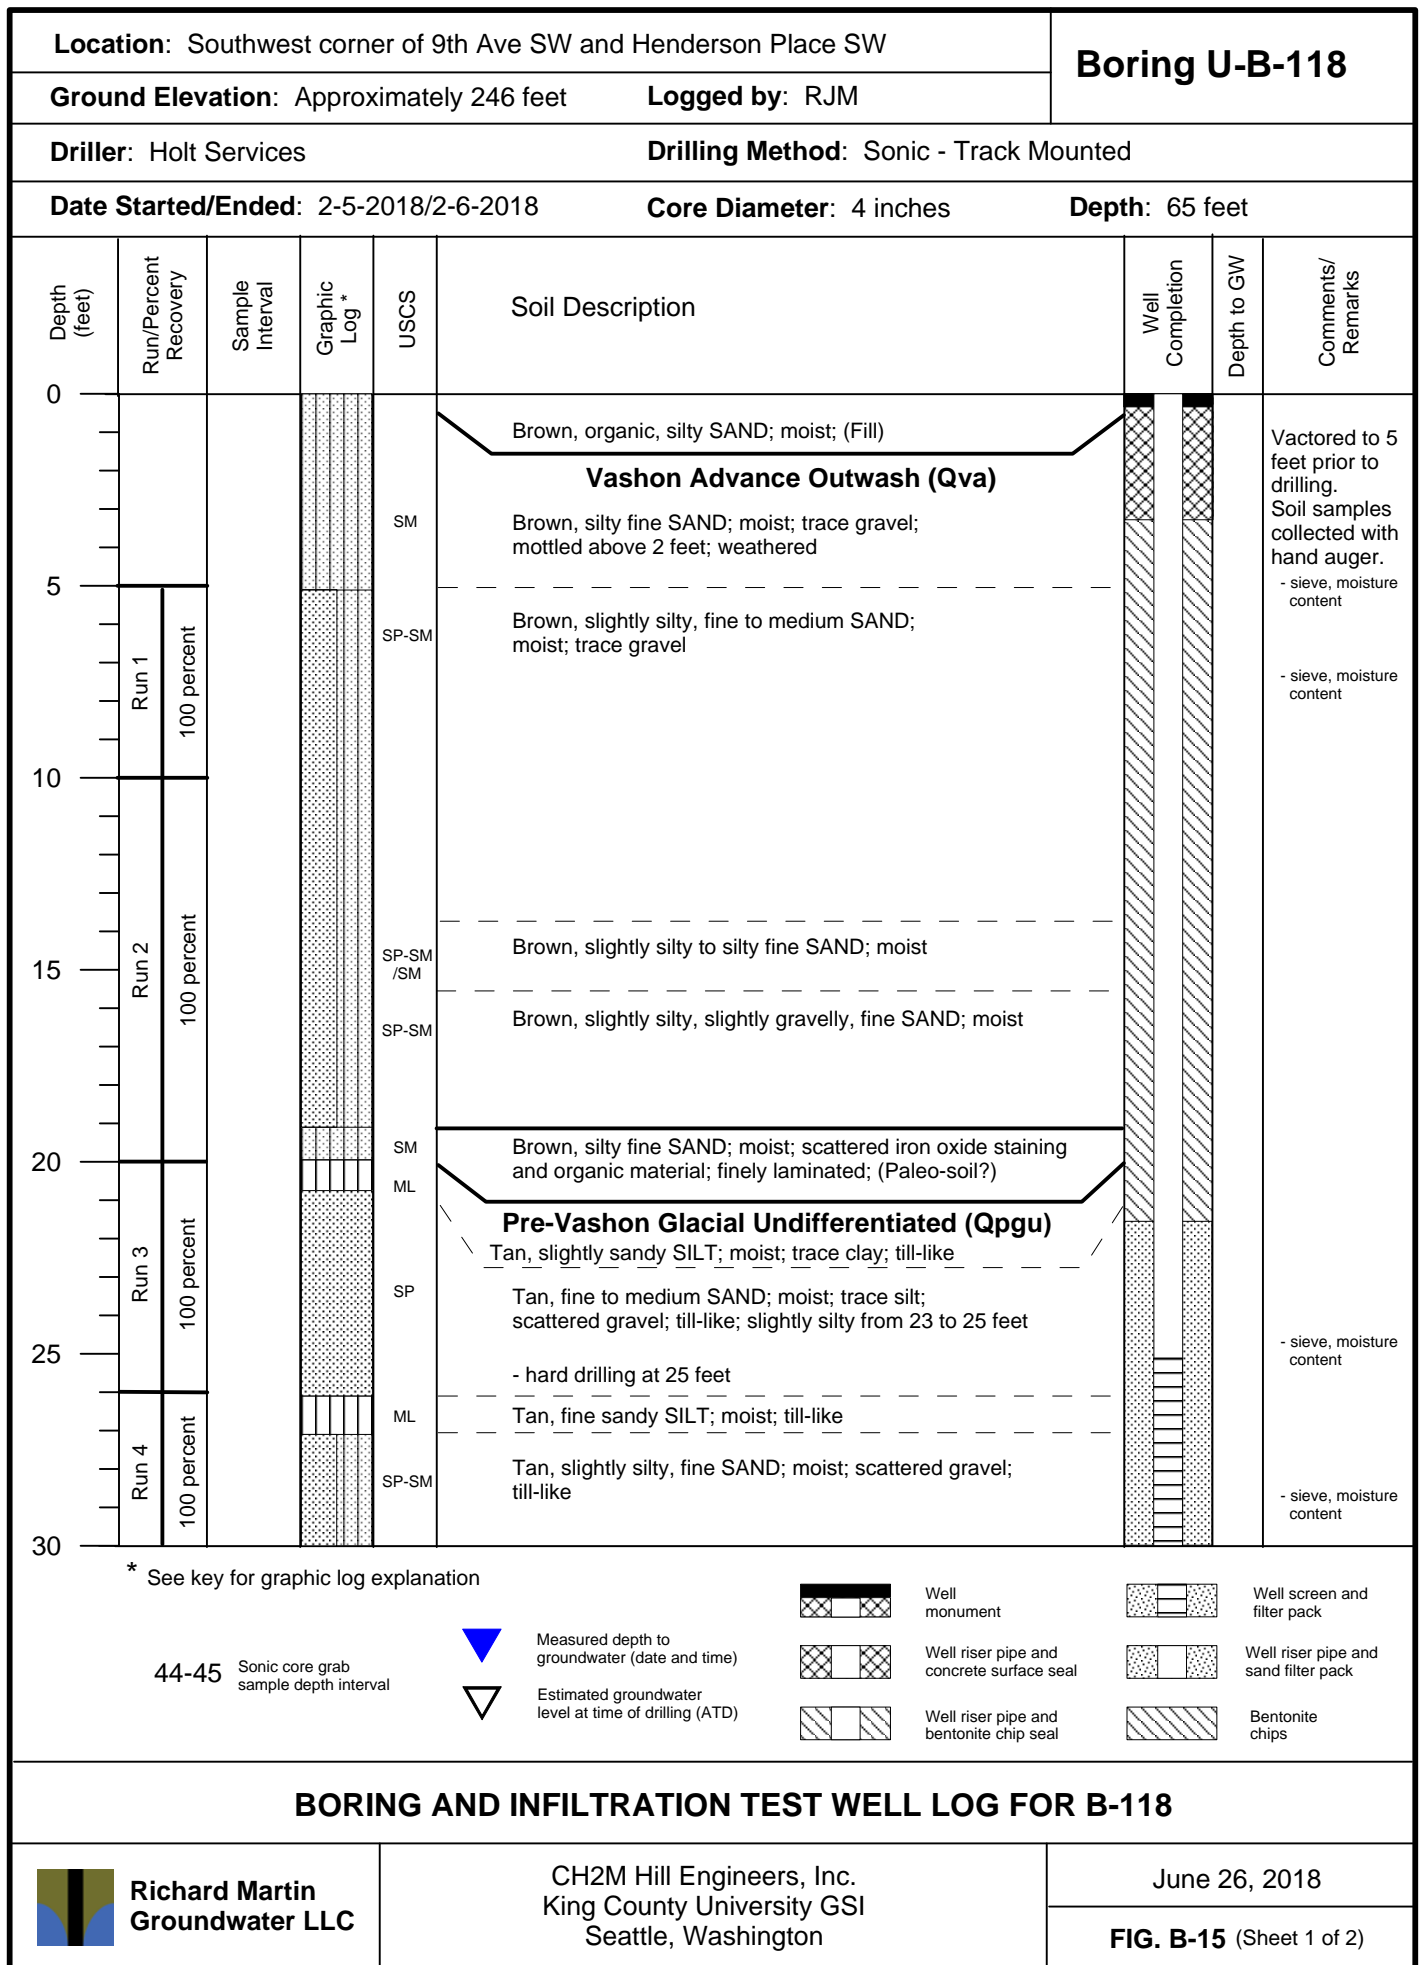 Location: Southwest corner of 9th Ave SW and Henderson Place SW
Boring U-B-118
Ground Elevation: Approximately 246 feet
Logged by: RJM
Driller: Holt Services
Drilling Method: Sonic - Track Mounted
Date Started/Ended: 2-5-2018/2-6-2018
Core Diameter: 4 inches
Depth: 65 feet
Depth
(feet)
Run/Percent
Recovery
Sample
Interval
Graphic
Log *
USCS
Soil Description
Well
Completion
Depth to GW
Comments/
Remarks
0
Brown, organic, silty SAND; moist; (Fill)
Vactored to 5
feet prior to
drilling.
Soil samples
collected with
hand auger.
Vashon Advance Outwash (Qva)
SM
Brown, silty fine SAND; moist; trace gravel;
mottled above 2 feet; weathered
5
- sieve, moisture
content
Run 1
100 percent
SP-SM
Brown, slightly silty, fine to medium SAND;
moist; trace gravel
- sieve, moisture
content
10
Run 2
100 percent
SP-SM
/SM
Brown, slightly silty to silty fine SAND; moist
15
SP-SM
Brown, slightly silty, slightly gravelly, fine SAND; moist
SM
Brown, silty fine SAND; moist; scattered iron oxide staining
and organic material; finely laminated; (Paleo-soil?)
20
ML
Pre-Vashon Glacial Undifferentiated (Qpgu)
Tan, slightly sandy SILT; moist; trace clay; till-like
Run 3
100 percent
SP
Tan, fine to medium SAND; moist; trace silt;
scattered gravel; till-like; slightly silty from 23 to 25 feet
25
- hard drilling at 25 feet
- sieve, moisture
content
ML
Tan, fine sandy SILT; moist; till-like
Run 4
100 percent
SP-SM
Tan, slightly silty, fine SAND; moist; scattered gravel;
till-like
- sieve, moisture
content
30
* See key for graphic log explanation
44-45
Sonic core grab
sample depth interval
Measured depth to
groundwater (date and time)
Estimated groundwater
level at time of drilling (ATD)
Well
monument
Well riser pipe and
concrete surface seal
Well riser pipe and
bentonite chip seal
Well screen and
filter pack
Well riser pipe and
sand filter pack
Bentonite
chips
BORING AND INFILTRATION TEST WELL LOG FOR B-118
Richard Martin
Groundwater LLC
CH2M Hill Engineers, Inc.
King County University GSI
Seattle, Washington
June 26, 2018
FIG. B-15 (Sheet 1 of 2)